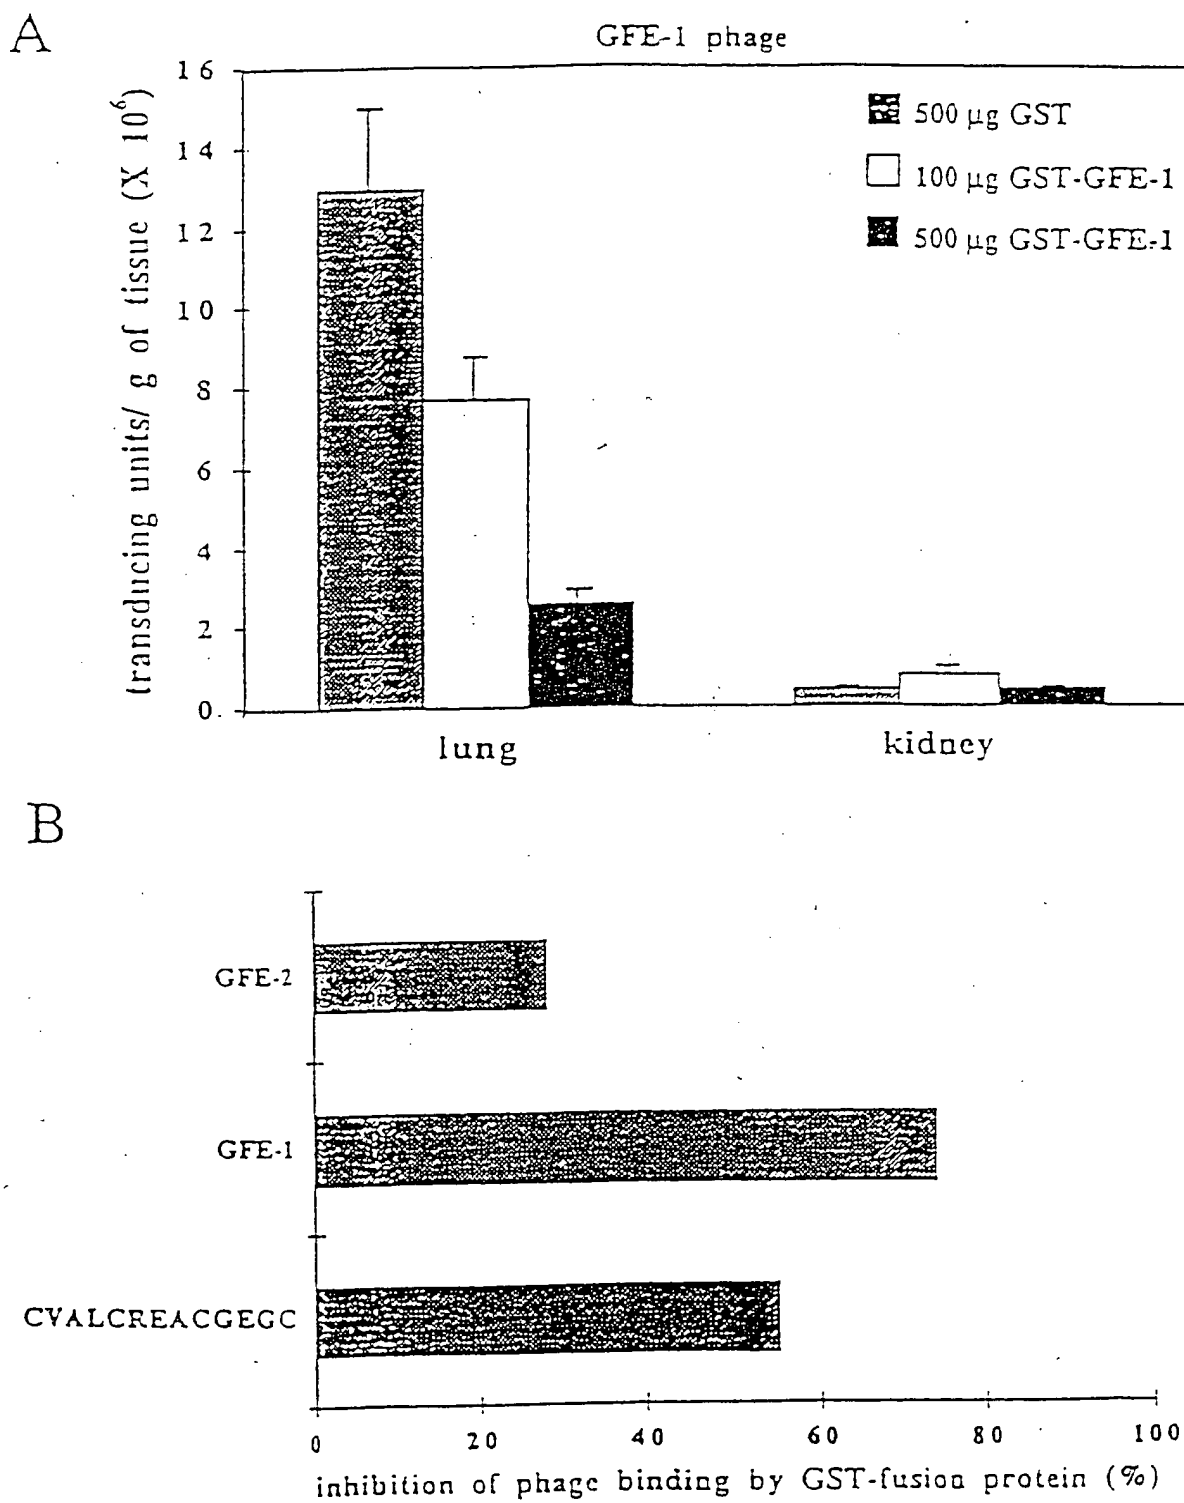 A
GFE-1 phage
transducing units/ g of tissue (X 10⁶)
16
14
12
10
8
6
4
2
0
500 µg GST
100 µg GST-GFE-1
500 µg GST-GFE-1
lung
kidney
B
GFE-2
GFE-1
CVALCREACGEGC
0 20 40 60 80 100
inhibition of phage binding by GST-fusion protein (%)